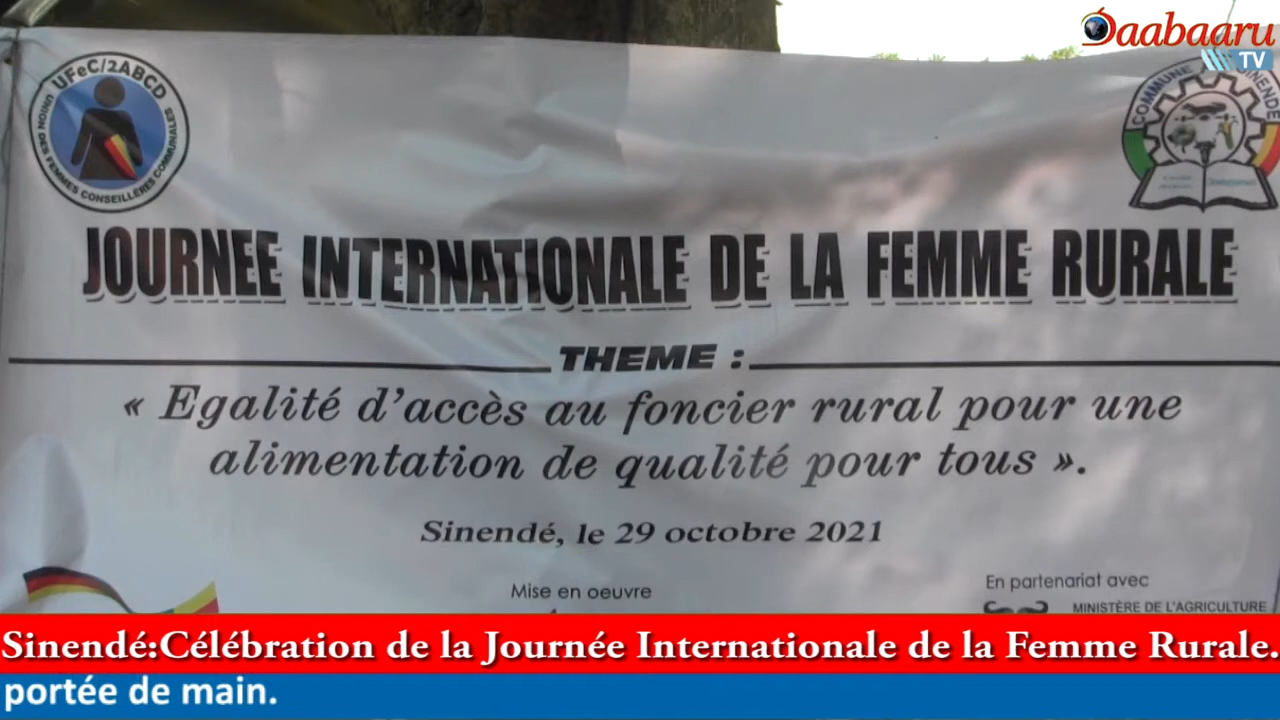 Daabaaru
TV
UFeC/2ABCD
UNION DES FEMMES CONSEILLÈRES COMMUNALES
COMMUNE
SINENDE
JOURNEE INTERNATIONALE DE LA FEMME RURALE
THEME :
« Egalité d'accès au foncier rural pour une
alimentation de qualité pour tous ».
Sinendé, le 29 octobre 2021
Mise en oeuvre
En partenariat avec
MINISTÈRE DE L'AGRICULTURE
Sinendé:Célébration de la Journée Internationale de la Femme Rurale.
portée de main.